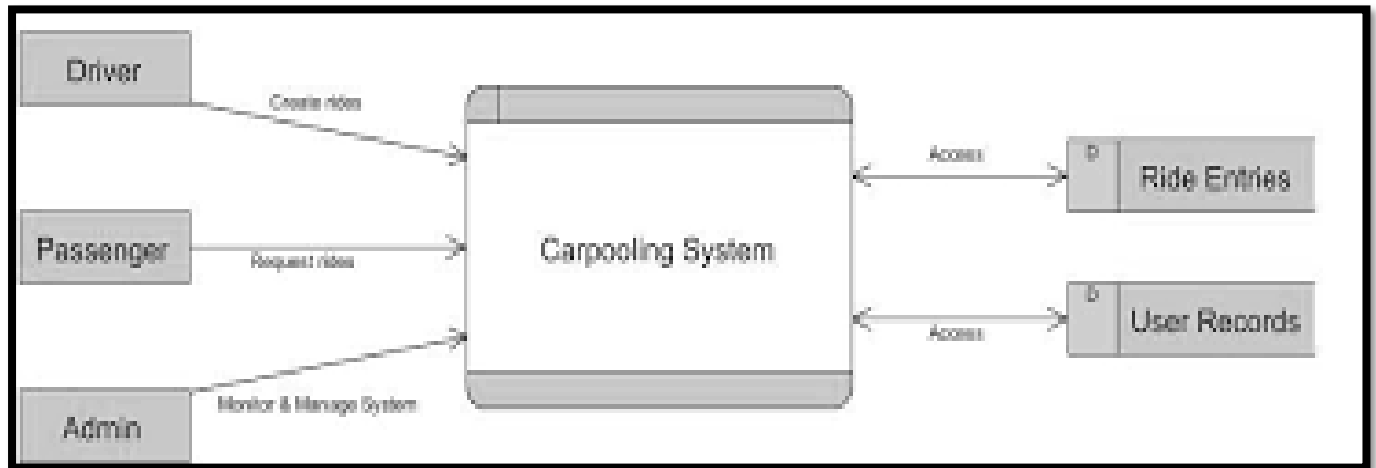 Driver
Create rides
Passenger
Request rides
Admin
Monitor & Manage System
Carpooling System
Access
D
Ride Entries
Access
D
User Records